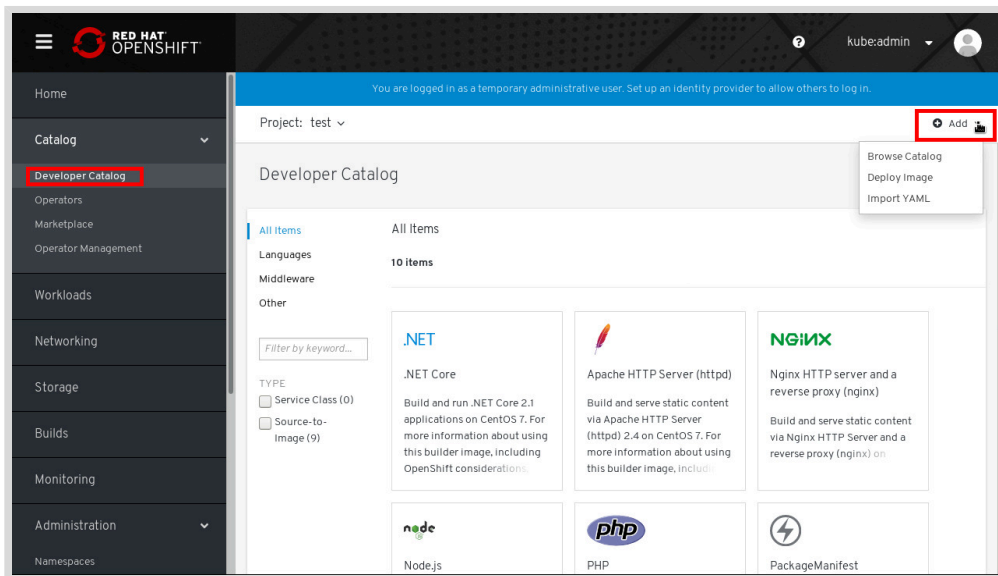 RED HAT
OPENSHIFT
kube:admin
You are logged in as a temporary administrative user. Set up an identity provider to allow others to log in.
Home
Catalog
Developer Catalog
Operators
Marketplace
Operator Management
Workloads
Networking
Storage
Builds
Monitoring
Administration
Namespaces
Project: test
Add
Browse Catalog
Deploy Image
Import YAML
Developer Catalog
All Items
Languages
Middleware
Other
Filter by keyword...
TYPE
Service Class (0)
Source-to-
Image (9)
All Items
10 items
.NET
.NET Core
Build and run .NET Core 2.1
applications on CentOS 7. For
more information about using
this builder image, including
OpenShift considerations,
Apache HTTP Server (httpd)
Build and serve static content
via Apache HTTP Server
(httpd) 2.4 on CentOS 7. For
more information about using
this builder image, includi
NGINX
Nginx HTTP server and a
reverse proxy (nginx)
Build and serve static content
via Nginx HTTP Server and a
reverse proxy (nginx) on
node
Node.js
php
PHP
PackageManifest